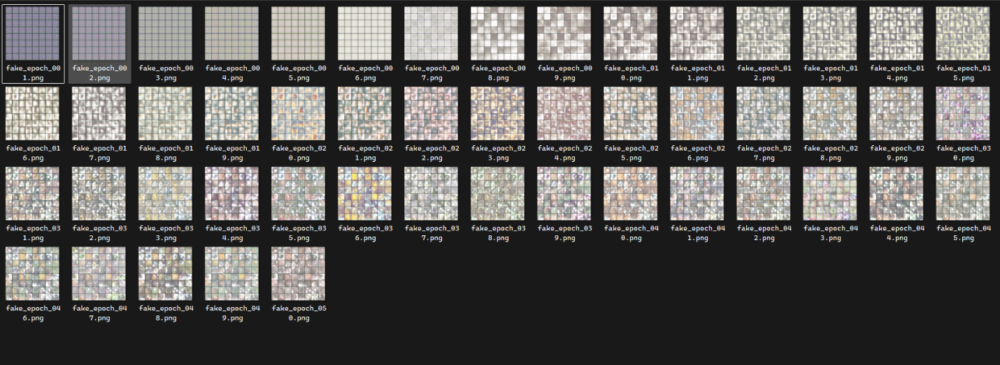 fake_epoch_00 fake_epoch_00 fake_epoch_00 fake_epoch_00 fake_epoch_00 fake_epoch_00 fake_epoch_00 fake_epoch_00 fake_epoch_00 fake_epoch_01 fake_epoch_01 fake_epoch_01 fake_epoch_01 fake_epoch_01 fake_epoch_01
1.png 2.png 3.png 4.png 5.png 6.png 7.png 8.png 9.png 0.png 1.png 2.png 3.png 4.png 5.png
fake_epoch_01 fake_epoch_01 fake_epoch_01 fake_epoch_01 fake_epoch_02 fake_epoch_02 fake_epoch_02 fake_epoch_02 fake_epoch_02 fake_epoch_02 fake_epoch_02 fake_epoch_02 fake_epoch_02 fake_epoch_02 fake_epoch_03
6.png 7.png 8.png 9.png 0.png 1.png 2.png 3.png 4.png 5.png 6.png 7.png 8.png 9.png 0.png
fake_epoch_03 fake_epoch_03 fake_epoch_03 fake_epoch_03 fake_epoch_03 fake_epoch_03 fake_epoch_03 fake_epoch_03 fake_epoch_03 fake_epoch_04 fake_epoch_04 fake_epoch_04 fake_epoch_04 fake_epoch_04 fake_epoch_04
1.png 2.png 3.png 4.png 5.png 6.png 7.png 8.png 9.png 0.png 1.png 2.png 3.png 4.png 5.png
fake_epoch_04 fake_epoch_04 fake_epoch_04 fake_epoch_04 fake_epoch_05
6.png 7.png 8.png 9.png 0.png